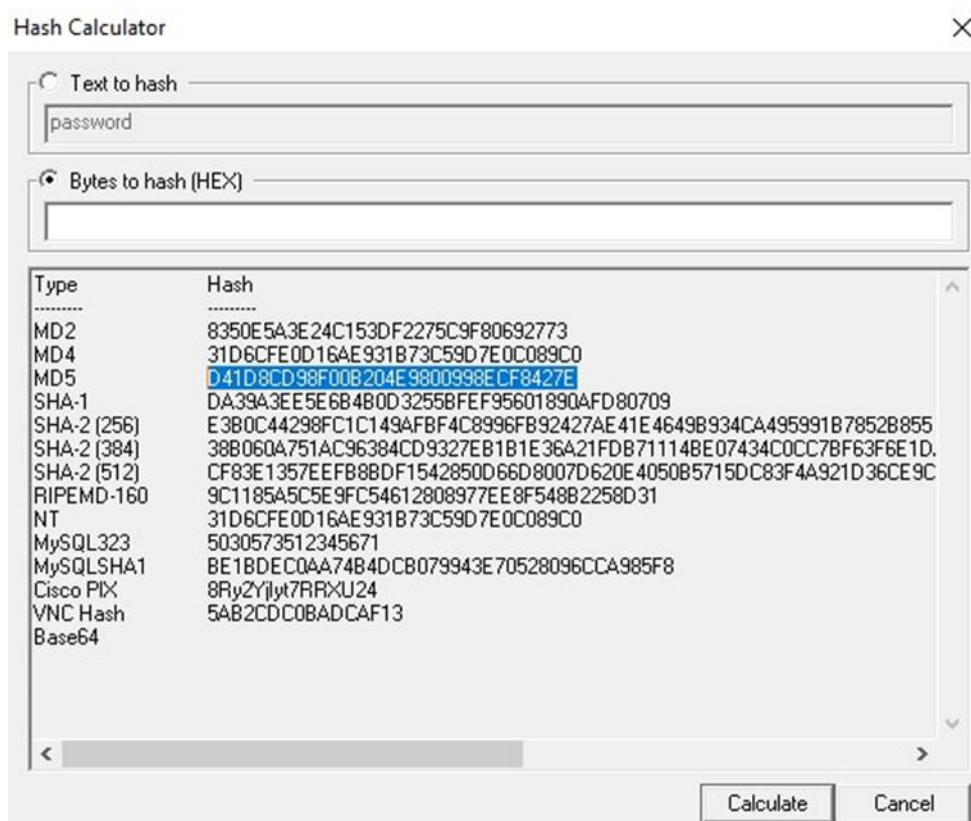 Hash Calculator
Text to hash
password
Bytes to hash (HEX)
Type Hash
--------- ---------
MD2 8350E5A3E24C153DF2275C9F80692773
MD4 31D6CFE0D16AE931B73C59D7E0C089C0
MD5 D41D8CD98F00B204E9800998ECF8427E
SHA-1 DA39A3EE5E6B4B0D3255BFEF95601890AFD80709
SHA-2 (256) E3B0C44298FC1C149AFBF4C8996FB92427AE41E4649B934CA495991B7852B855
SHA-2 (384) 38B060A751AC96384CD9327EB1B1E36A21FDB71114BE07434C0CC7BF63F6E1D.
SHA-2 (512) CF83E1357EEFB8BDF1542850D66D8007D620E4050B5715DC83F4A921D36CE9C
RIPEMD-160 9C1185A5C5E9FC54612808977EE8F548B2258D31
NT 31D6CFE0D16AE931B73C59D7E0C089C0
MySQL323 5030573512345671
MySQLSHA1 BE1BDEC0AA74B4DCB079943E70528096CCA985F8
Cisco PIX 8Ry2YjIyt7RRXU24
VNC Hash 5AB2CDC0BADCAF13
Base64
Calculate Cancel